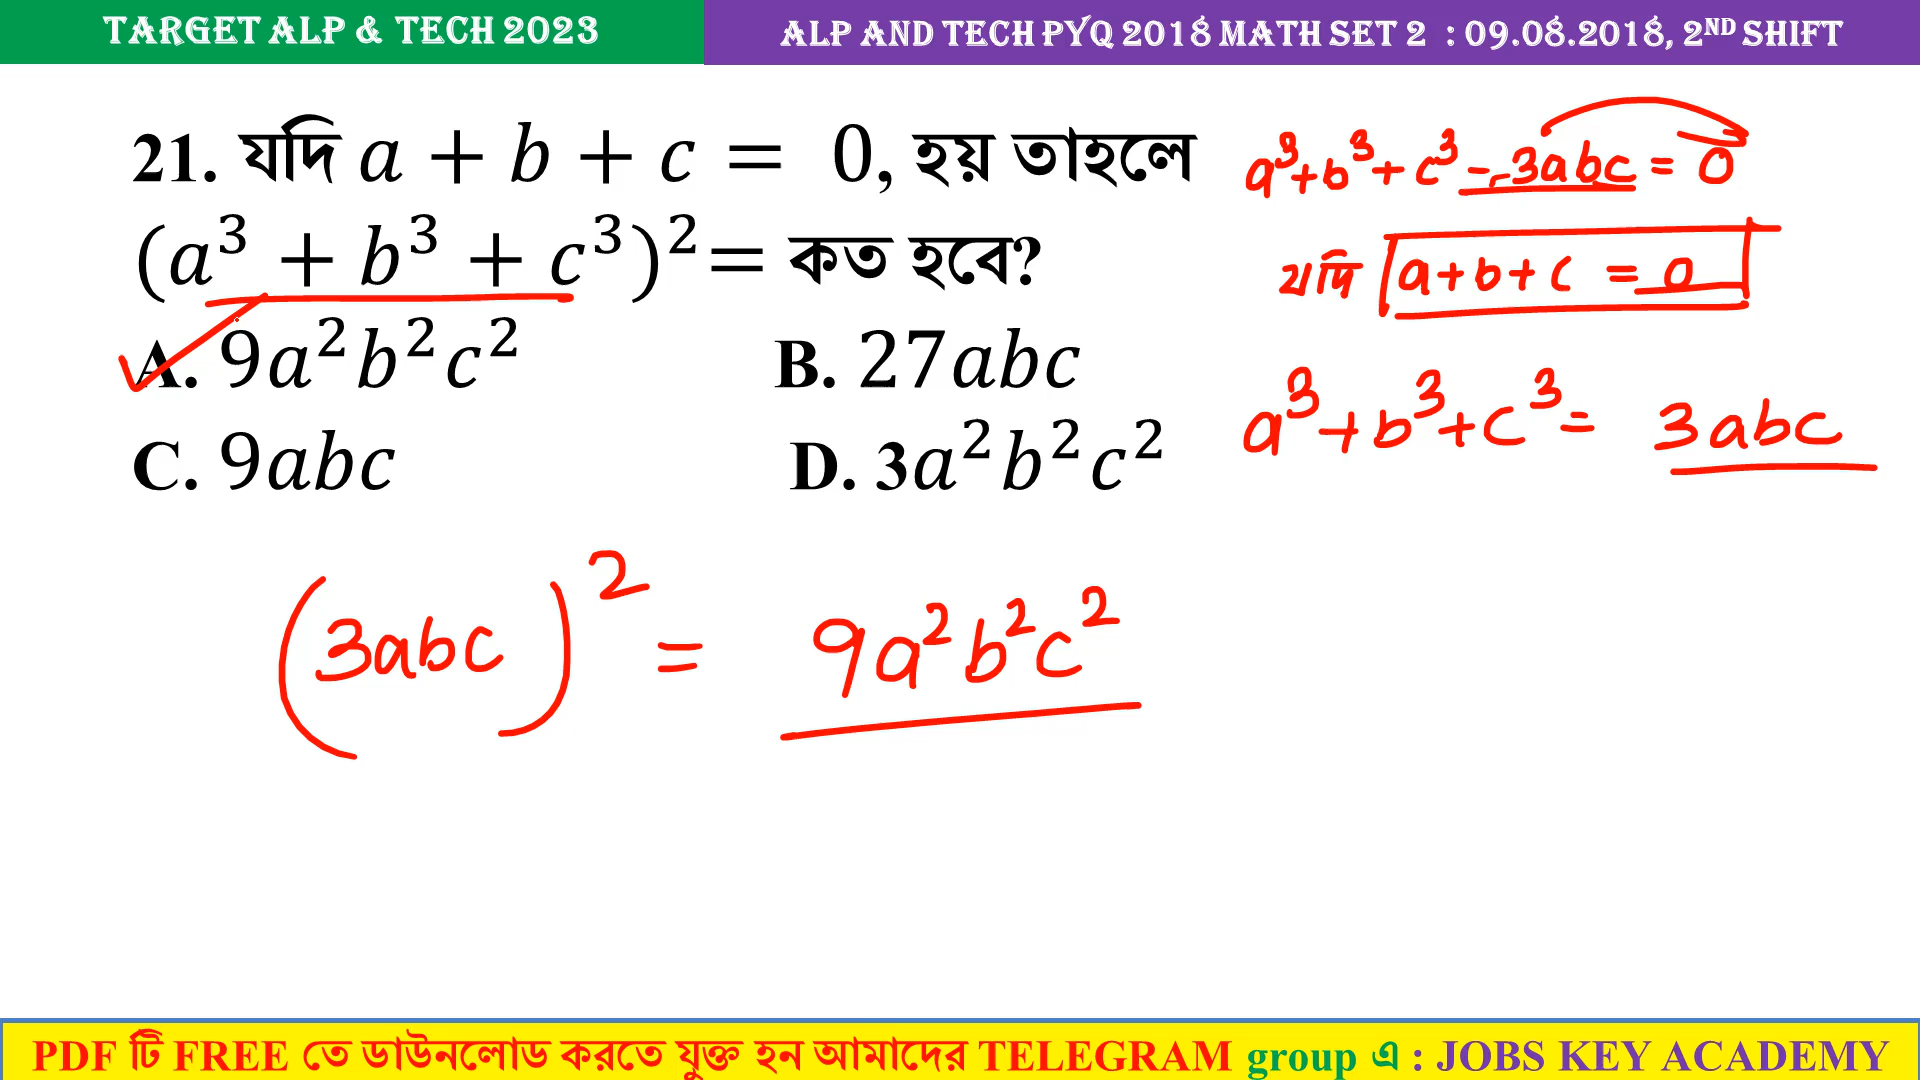 TARGET ALP & TECH 2023
ALP AND TECH PYQ 2018 MATH SET 2 : 09.08.2018, 2ND SHIFT
21. যদি a + b + c = 0, হয় তাহলে
(a³ + b³ + c³)² = কত হবে?
A. 9a²b²c² B. 27abc
C. 9abc D. 3a²b²c²
a³+b³+c³-3abc = 0
যদি a+b+c = 0
a³+b³+c³ = 3abc
(3abc)² = 9a²b²c²
PDF টি FREE তে ডাউনলোড করতে যুক্ত হন আমাদের TELEGRAM group এ : JOBS KEY ACADEMY